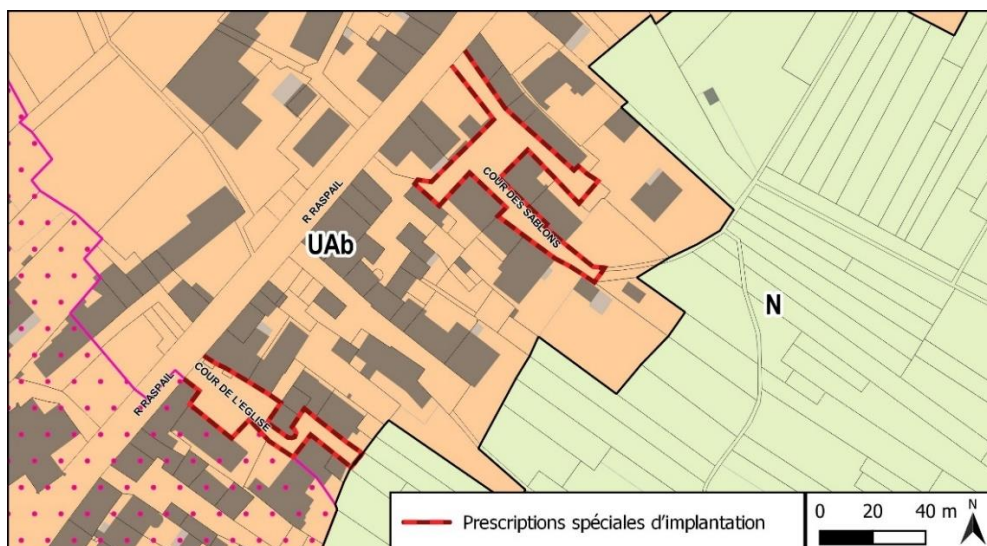 R RASPAIL
COUR DES SABLONS
UAb
N
R RASPAIL
COUR DE L'EGLISE
Prescriptions spéciales d'implantation
0 20 40 m
N